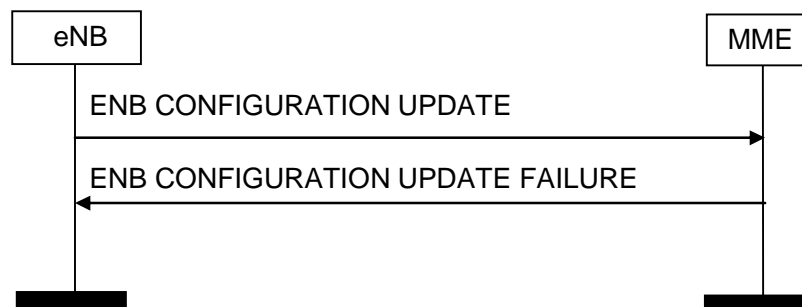 eNB
MME
ENB CONFIGURATION UPDATE
ENB CONFIGURATION UPDATE FAILURE